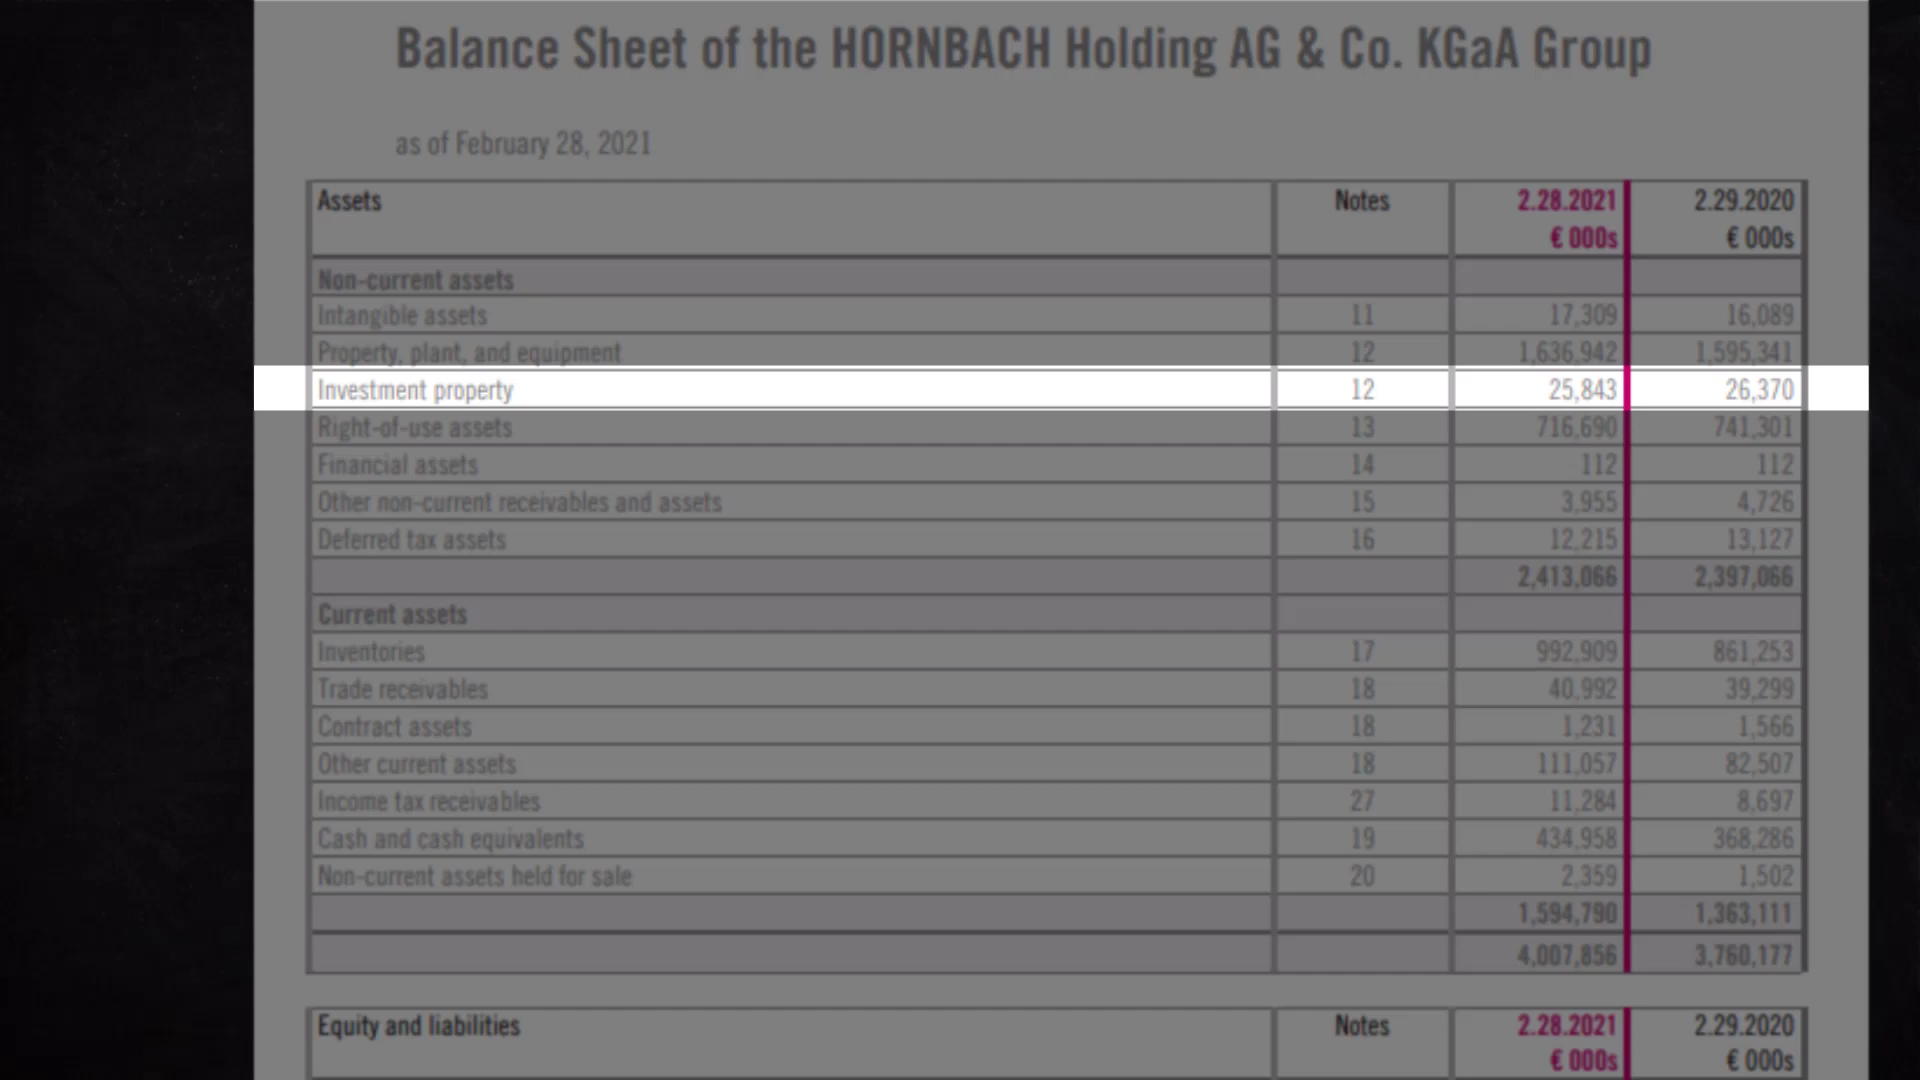 Balance Sheet of the HORNBACH Holding AG & Co. KGaA Group
as of February 28, 2021
Assets Notes 2.28.2021 2.29.2020
€ 000s € 000s
Non-current assets
Intangible assets 11 17,309 16,089
Property, plant, and equipment 12 1,636,942 1,595,341
Investment property 12 25,843 26,370
Right-of-use assets 13 716,690 741,301
Financial assets 14 112 112
Other non-current receivables and assets 15 3,955 4,726
Deferred tax assets 16 12,215 13,127
2,413,066 2,397,066
Current assets
Inventories 17 992,909 861,253
Trade receivables 18 40,992 39,299
Contract assets 18 1,231 1,566
Other current assets 18 111,057 82,507
Income tax receivables 27 11,284 8,697
Cash and cash equivalents 19 434,958 368,286
Non-current assets held for sale 20 2,359 1,502
1,594,790 1,363,111
4,007,856 3,760,177
Equity and liabilities Notes 2.28.2021 2.29.2020
€ 000s € 000s